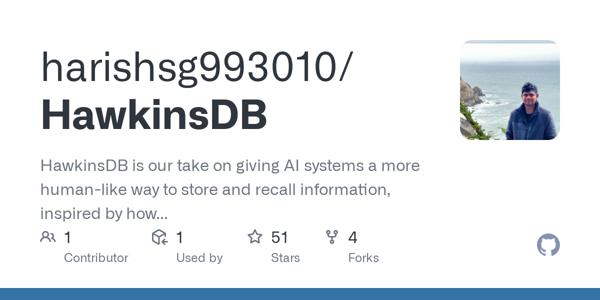 harishsg993010/
HawkinsDB
HawkinsDB is our take on giving AI systems a more
human-like way to store and recall information,
inspired by how...
1 1 51 4
Contributor Used by Stars Forks